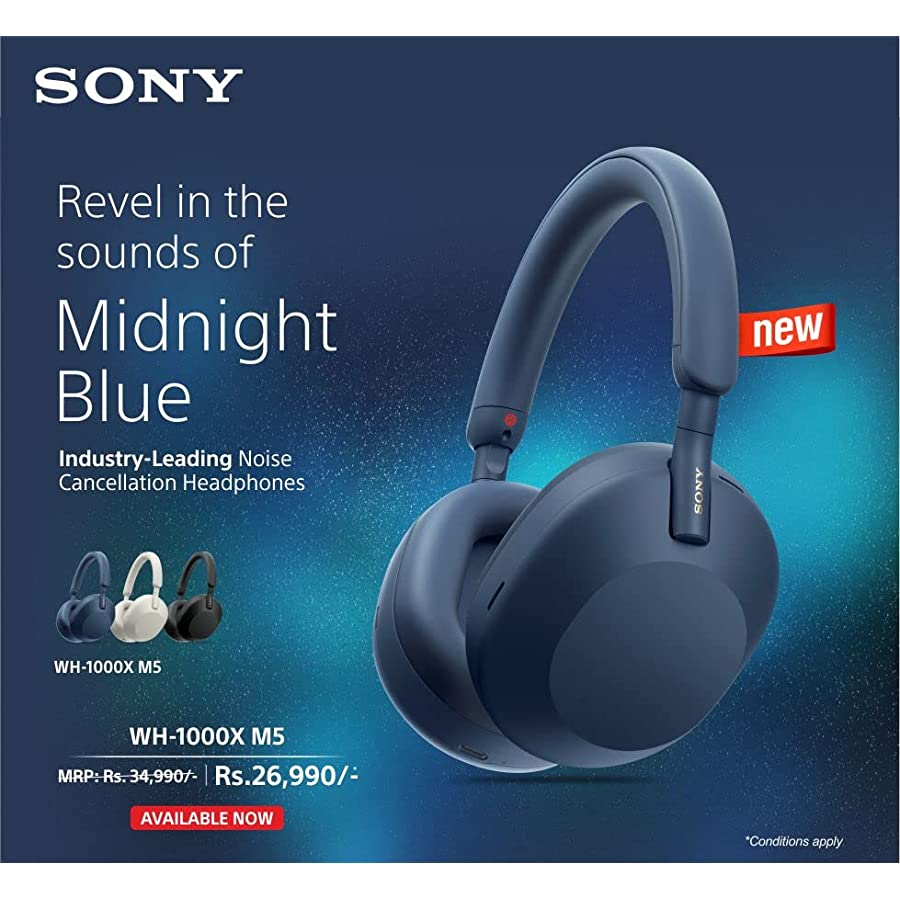 SONY
Revel in the
sounds of
Midnight
Blue
Industry-Leading Noise
Cancellation Headphones
new
SONY
WH-1000X M5
WH-1000X M5
MRP: Rs. 34,990/- | Rs.26,990/-
AVAILABLE NOW
*Conditions apply